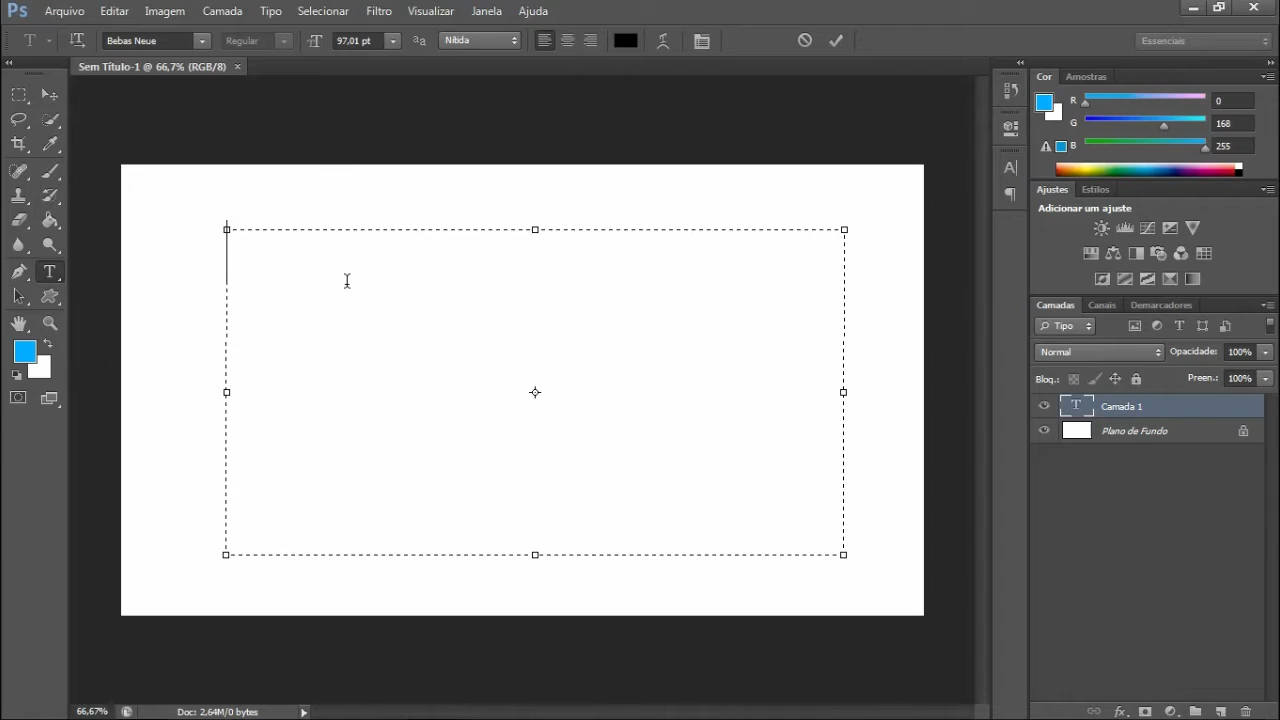 Ps Arquivo Editar Imagem Camada Tipo Selecionar Filtro Visualizar Janela Ajuda
T Bebas Neue Regular 97,01 pt aa Nítida Essenciais
Sem Título-1 @ 66,7% (RGB/8) ×
Cor Amostras
R 0
G 168
B 255
Ajustes Estilos
Adicionar um ajuste
Camadas Canais Demarcadores
Tipo
Normal Opacidade: 100%
Bloq.: Preen.: 100%
T Camada 1
Plano de Fundo
66,67% Doc: 2,64M/0 bytes